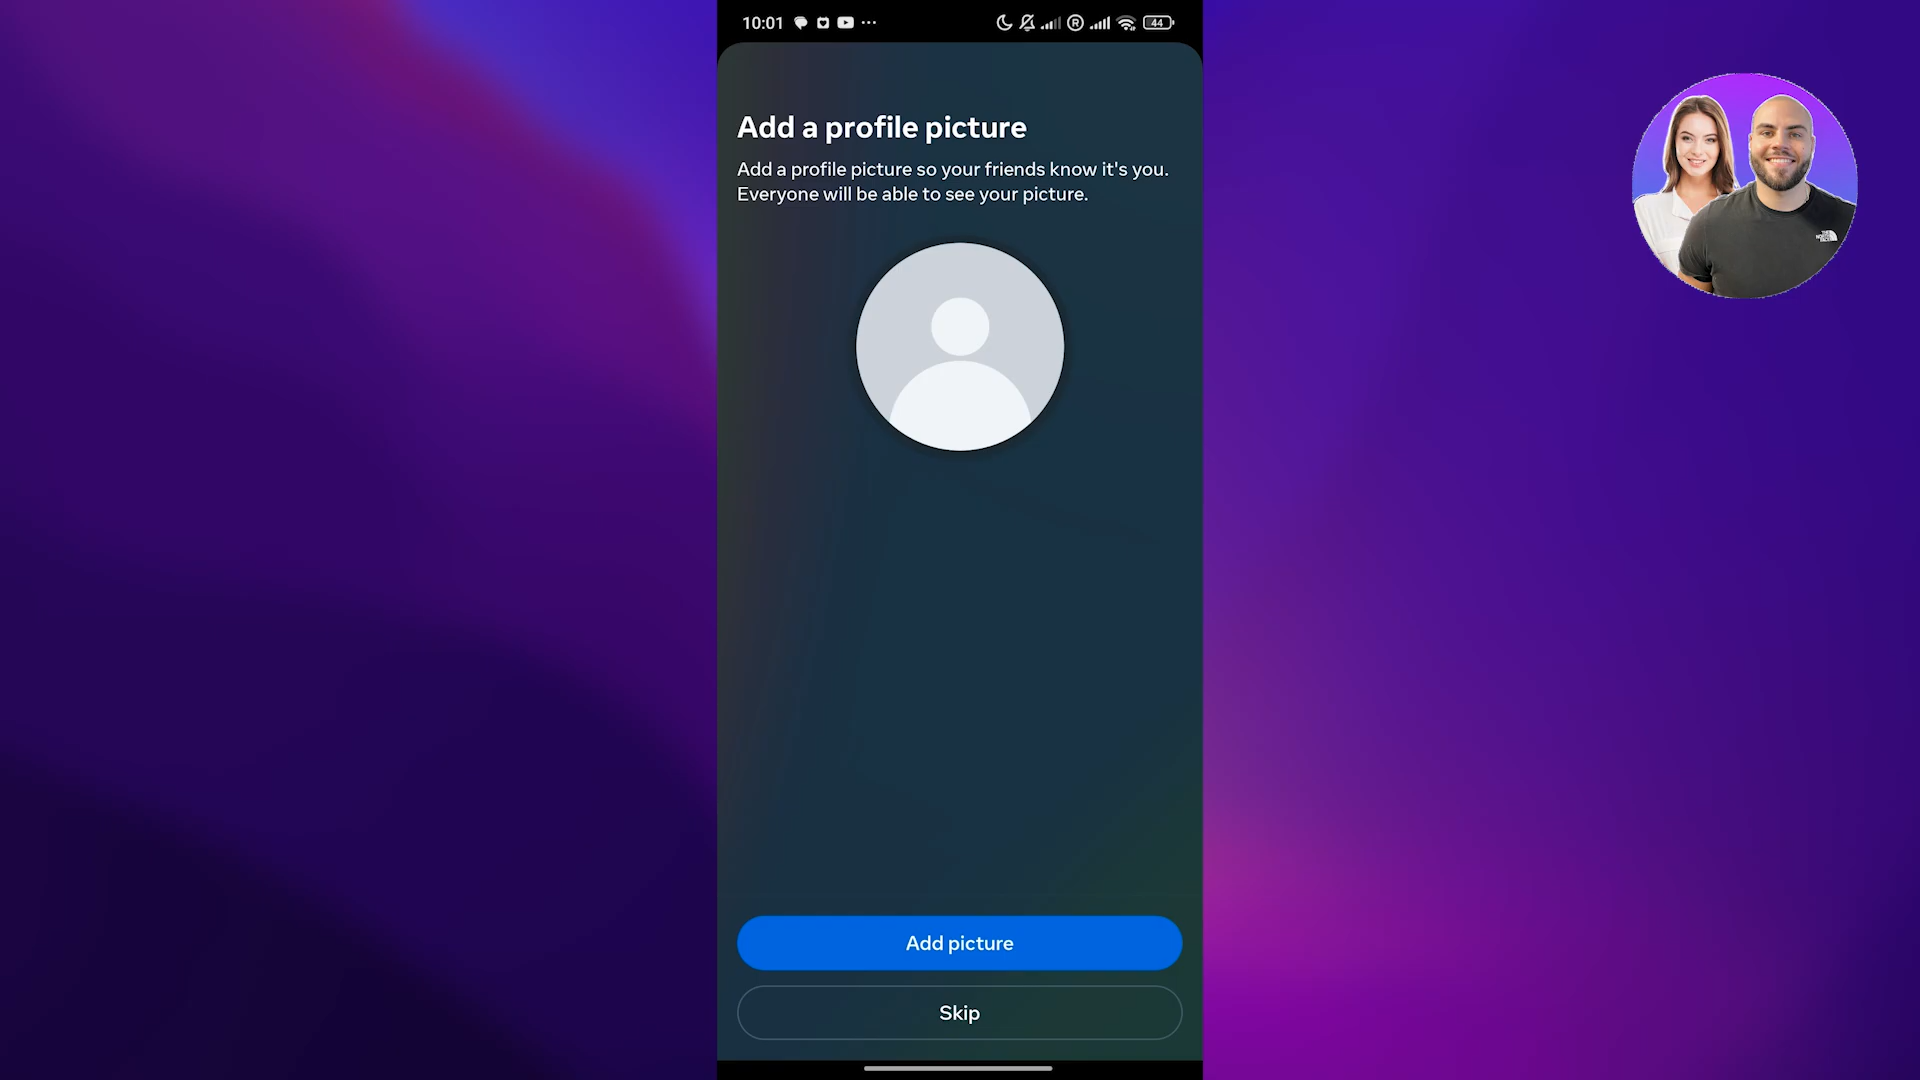 10:01
44
Add a profile picture
Add a profile picture so your friends know it's you.
Everyone will be able to see your picture.
Add picture
Skip